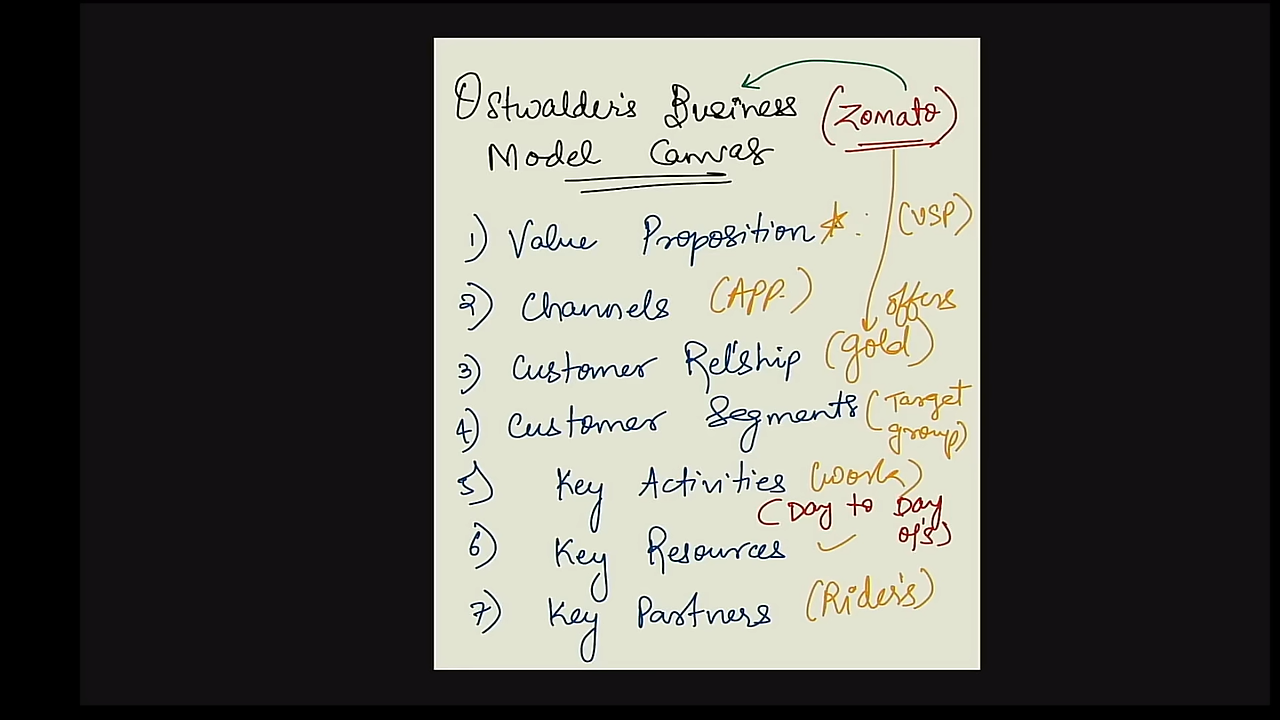 Ostwalder's Business (Zomato)
Model Canvas
1) Value Proposition * : (USP)
2) Channels (APP.)
offers
3) Customer Rel'ship (gold)
4) Customer Segments (Target
group)
5) Key Activities (work)
(Day to Day
op's)
6) Key Resources ✓
7) Key Partners (Rider's)